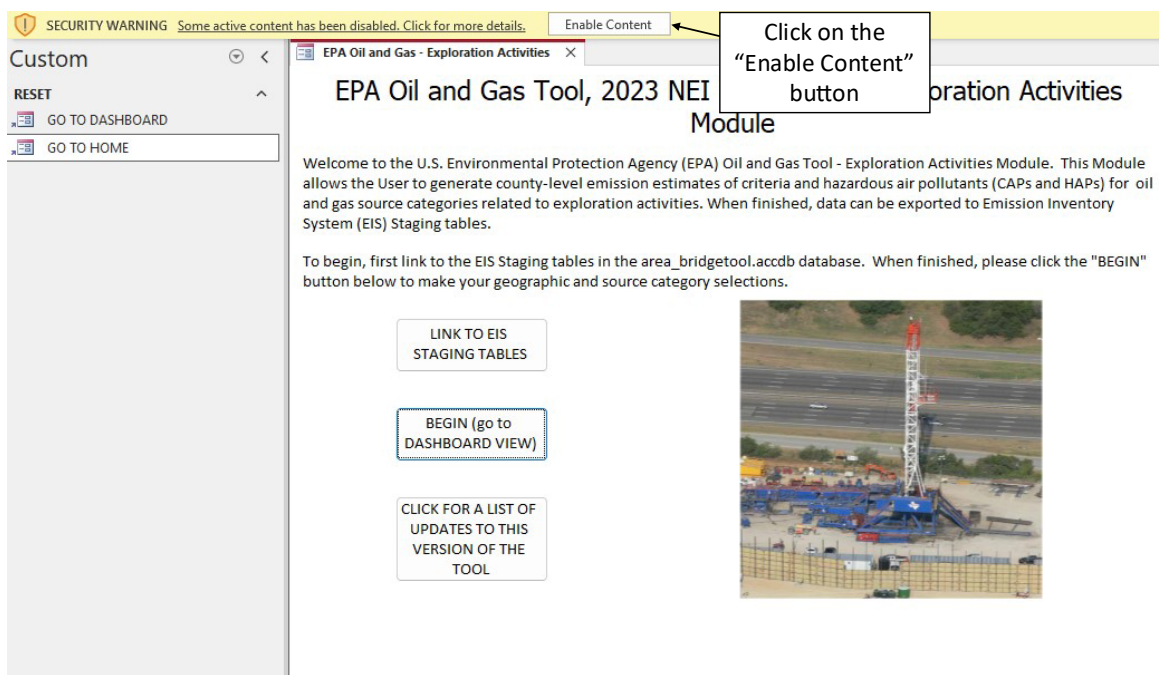 SECURITY WARNING Some active content has been disabled. Click for more details. Enable Content
Click on the
“Enable Content”
button
Custom
RESET
GO TO DASHBOARD
GO TO HOME
EPA Oil and Gas - Exploration Activities
EPA Oil and Gas Tool, 2023 NEI oration Activities
Module
Welcome to the U.S. Environmental Protection Agency (EPA) Oil and Gas Tool - Exploration Activities Module. This Module
allows the User to generate county-level emission estimates of criteria and hazardous air pollutants (CAPs and HAPs) for oil
and gas source categories related to exploration activities. When finished, data can be exported to Emission Inventory
System (EIS) Staging tables.
To begin, first link to the EIS Staging tables in the area_bridgetool.accdb database. When finished, please click the "BEGIN"
button below to make your geographic and source category selections.
LINK TO EIS
STAGING TABLES
BEGIN (go to
DASHBOARD VIEW)
CLICK FOR A LIST OF
UPDATES TO THIS
VERSION OF THE
TOOL